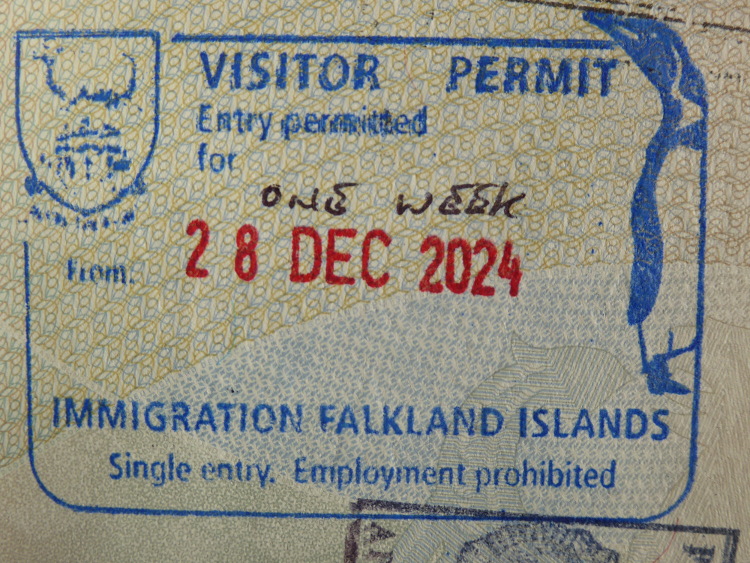 VISITOR PERMIT
Entry permitted
for
ONE WEEK
From: 28 DEC 2024
IMMIGRATION FALKLAND ISLANDS
Single entry. Employment prohibited